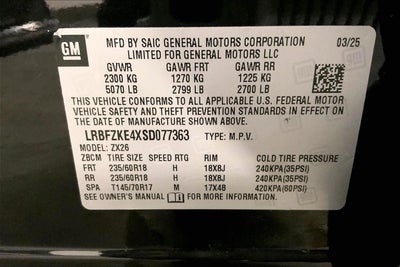 GM
MFD BY SAIC GENERAL MOTORS CORPORATION 03/25
LIMITED FOR GENERAL MOTORS LLC
GVWR GAWR FRT GAWR RR
2300 KG 1270 KG 1225 KG
5070 LB 2799 LB 2700 LB
THIS VEHICLE CONFORMS TO ALL APPLICABLE U.S. FEDERAL MOTOR
VEHICLE SAFETY AND THEFT PREVENTION STANDARDS IN EFFECT ON
THE DATE OF MANUFACTURE SHOWN ABOVE.
LRBFZKE4XSD077363 TYPE: M.P.V.
MODEL: ZX26
ZBCM TIRE SIZE SPEED RTG RIM COLD TIRE PRESSURE
FRT 235/60R18 H 18X8J 240KPA(35PSI)
RR 235/60R18 H 18X8J 240KPA(35PSI)
SPA T145/70R17 M 17X4B 420KPA(60PSI)
SEE OWNER'S MANUAL FOR MORE INFORMATION.